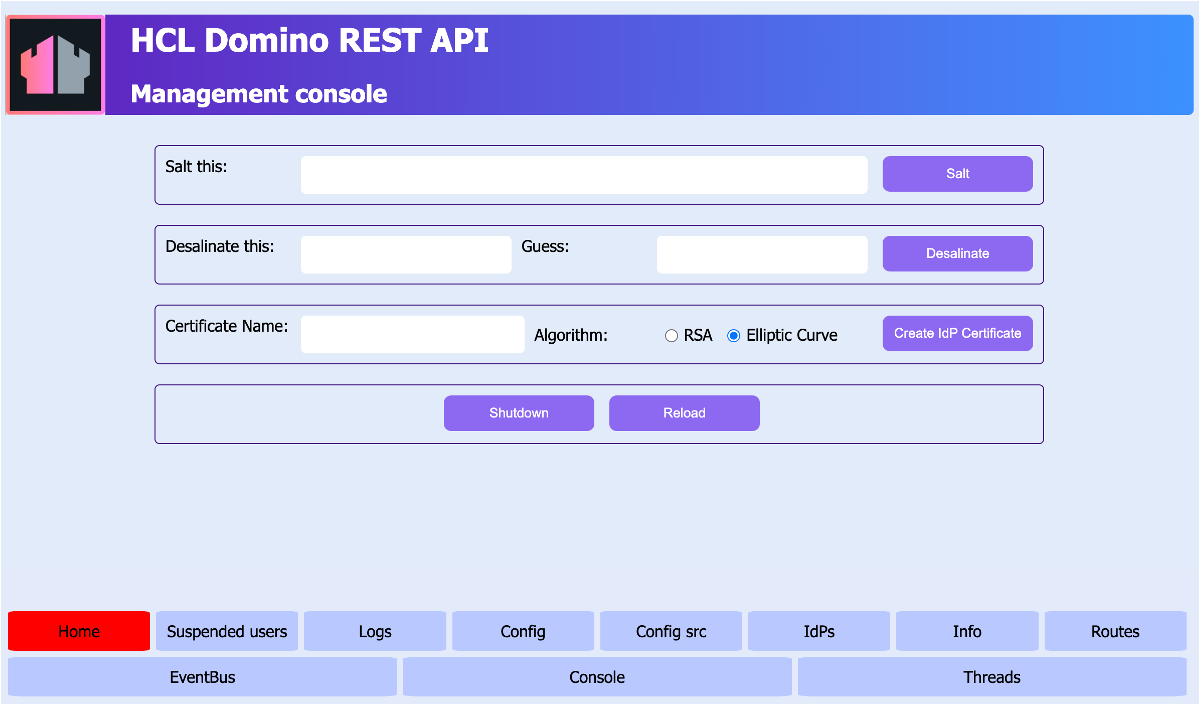 HCL Domino REST API
Management console
Salt this: Salt
Desalinate this: Guess: Desalinate
Certificate Name: Algorithm: RSA Elliptic Curve Create IdP Certificate
Shutdown Reload
Home Suspended users Logs Config Config src IdPs Info Routes
EventBus Console Threads